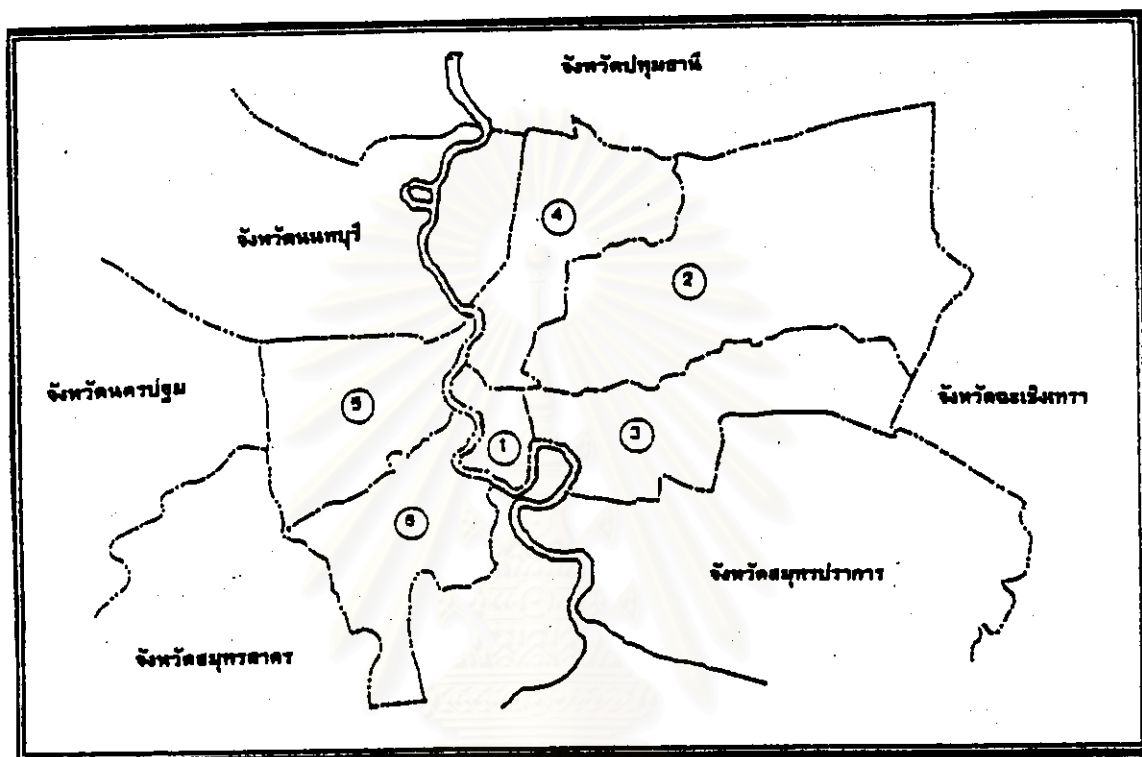 จังหวัดปทุมธานี
4
จังหวัดนนทบุรี
2
จังหวัดนครปฐม
5
จังหวัดฉะเชิงเทรา
3
1
6
จังหวัดสมุทรปราการ
จังหวัดสมุทรสาคร